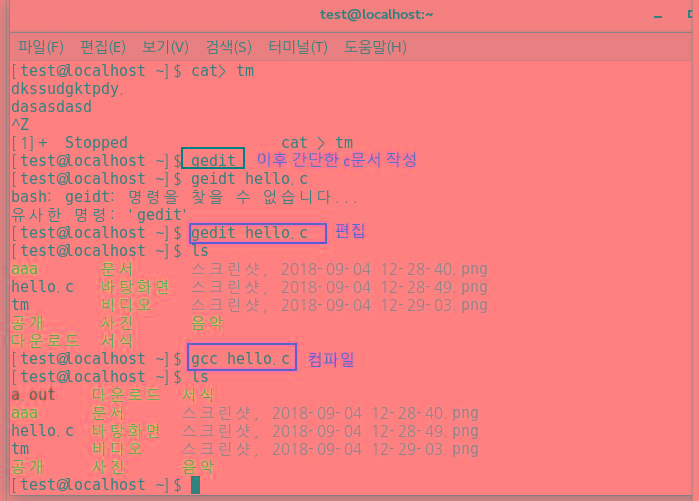 test@localhost:~
파일(F) 편집(E) 보기(V) 검색(S) 터미널(T) 도움말(H)
[test@localhost ~]$ cat> tm
dkssudgktpdy.
dasasdasd
^Z
[1]+  Stopped                 cat > tm
[test@localhost ~]$ gedit 이후 간단한 c문서 작성
[test@localhost ~]$ geidt hello.c
bash: geidt: 명령을 찾을 수 없습니다...
유사한 명령: 'gedit'
[test@localhost ~]$ gedit hello.c 편집
[test@localhost ~]$ ls
aaa 문서 스크린샷, 2018-09-04 12-28-40.png
hello.c 바탕화면 스크린샷, 2018-09-04 12-28-49.png
tm 비디오 스크린샷, 2018-09-04 12-29-03.png
공개 사진 음악
다운로드 서식
[test@localhost ~]$ gcc hello.c 컴파일
[test@localhost ~]$ ls
a.out 다운로드 서식
aaa 문서 스크린샷, 2018-09-04 12-28-40.png
hello.c 바탕화면 스크린샷, 2018-09-04 12-28-49.png
tm 비디오 스크린샷, 2018-09-04 12-29-03.png
공개 사진 음악
[test@localhost ~]$